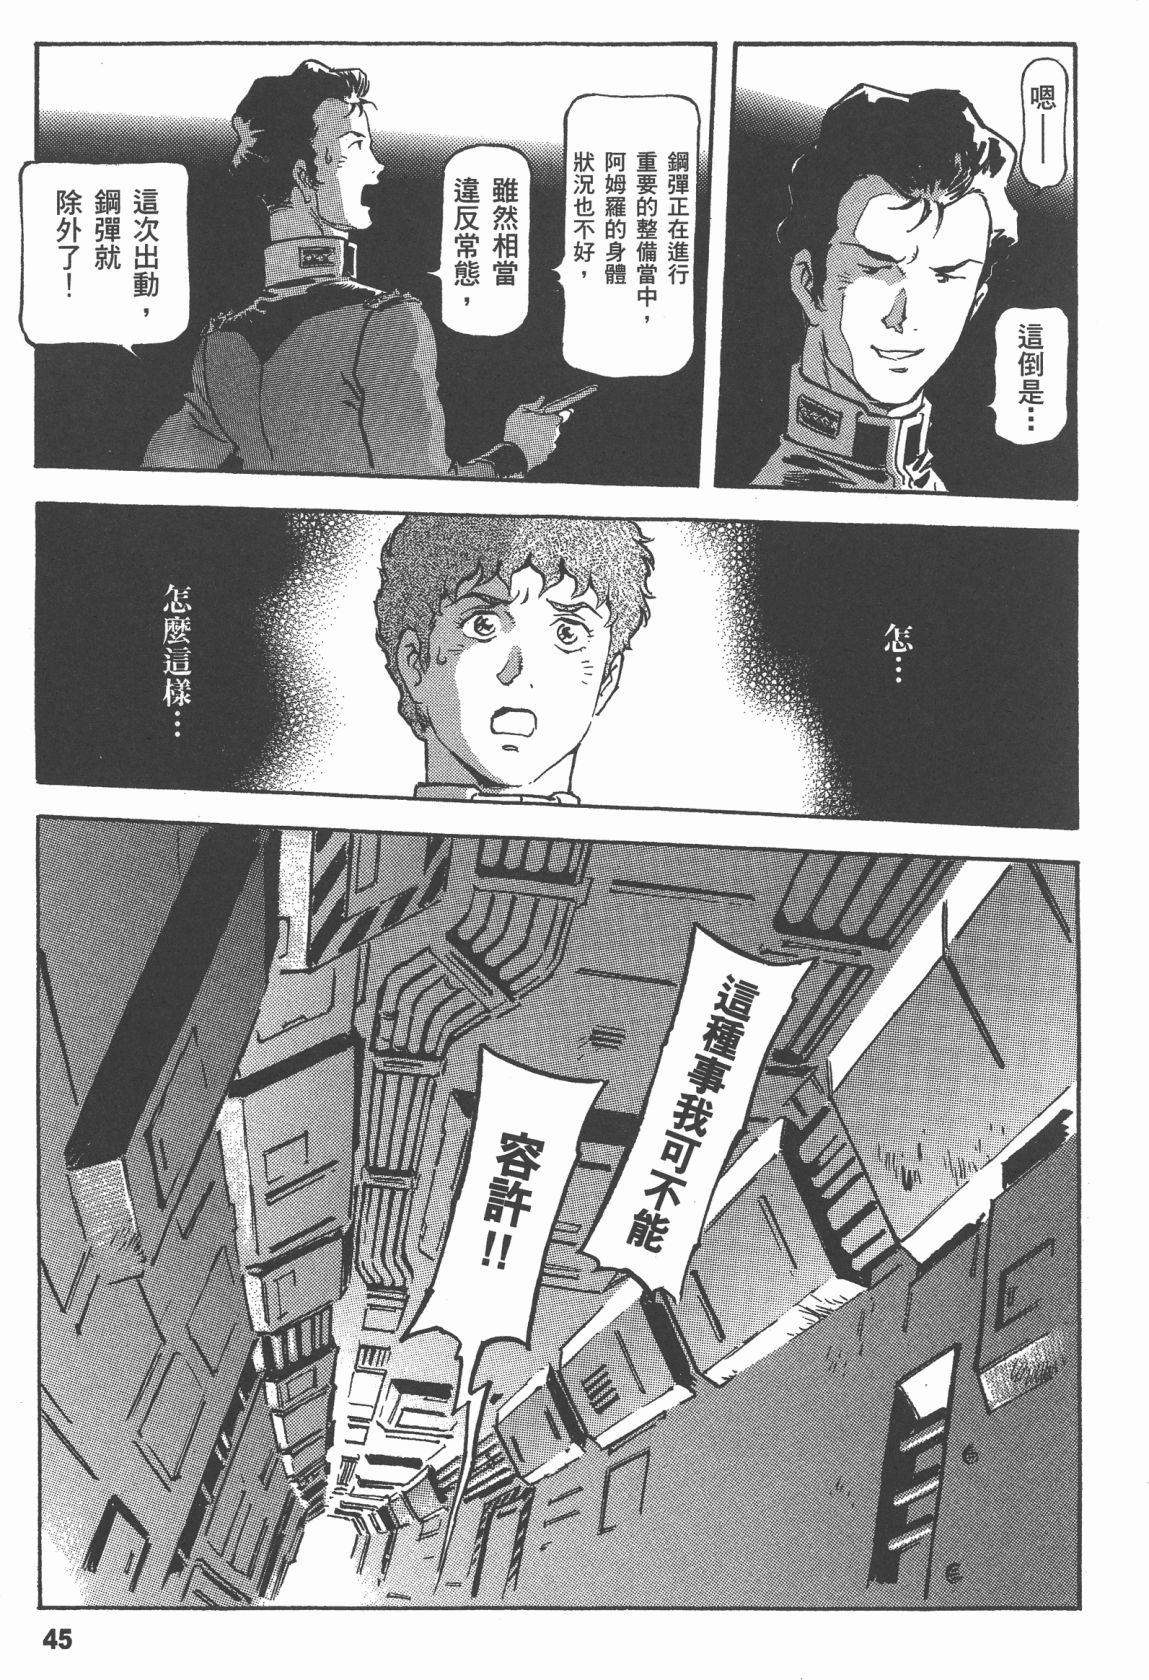 嗯──
這倒是…
鋼彈正在進行
重要的整備當中，
阿姆羅的身體
狀況也不好，
雖然相當
違反常態，
這次出動，
鋼彈就
除外了！
怎…
怎麼這樣…
這種事我可不能
容許!!
45